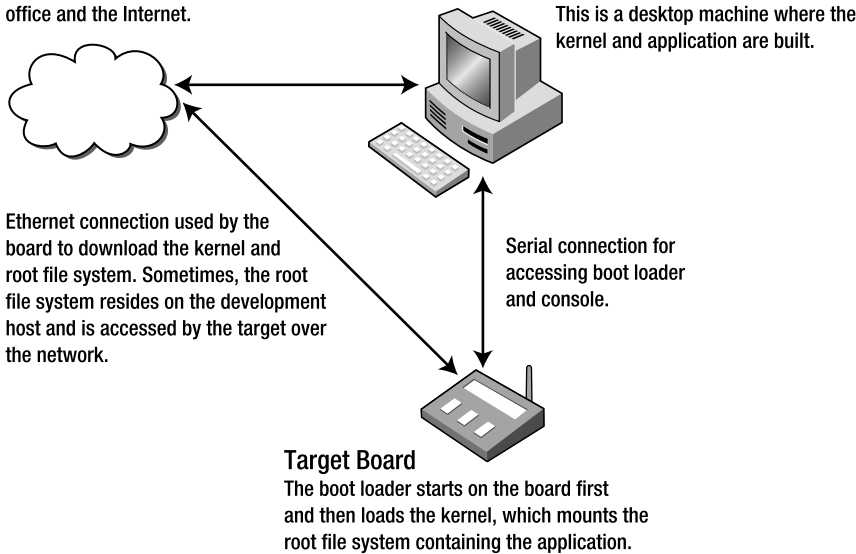 office and the Internet.
This is a desktop machine where the
kernel and application are built.
Ethernet connection used by the
board to download the kernel and
root file system. Sometimes, the root
file system resides on the development
host and is accessed by the target over
the network.
Serial connection for
accessing boot loader
and console.
Target Board
The boot loader starts on the board first
and then loads the kernel, which mounts the
root file system containing the application.